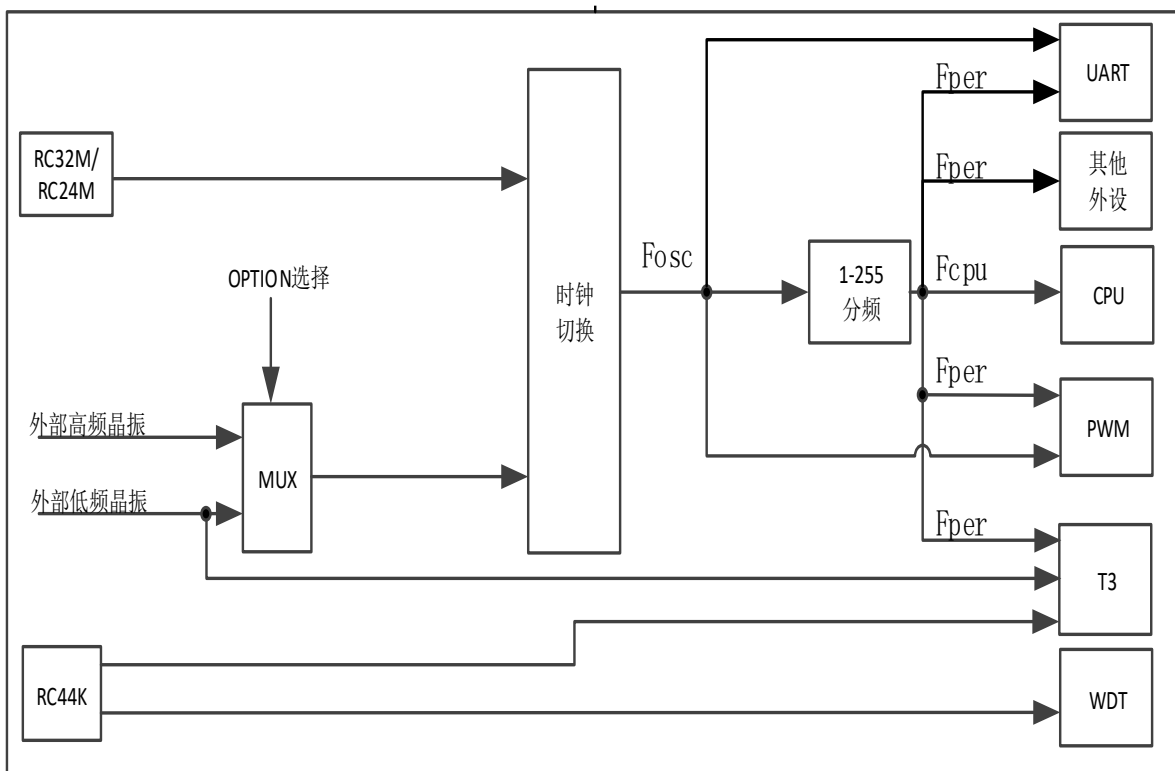 UART
Fper
RC32M/
RC24M
Fper
其他
外设
Fosc
1-255
分频
Fcpu
CPU
OPTION选择
时钟
切换
Fper
外部高频晶振
PWM
MUX
外部低频晶振
Fper
T3
RC44K
WDT